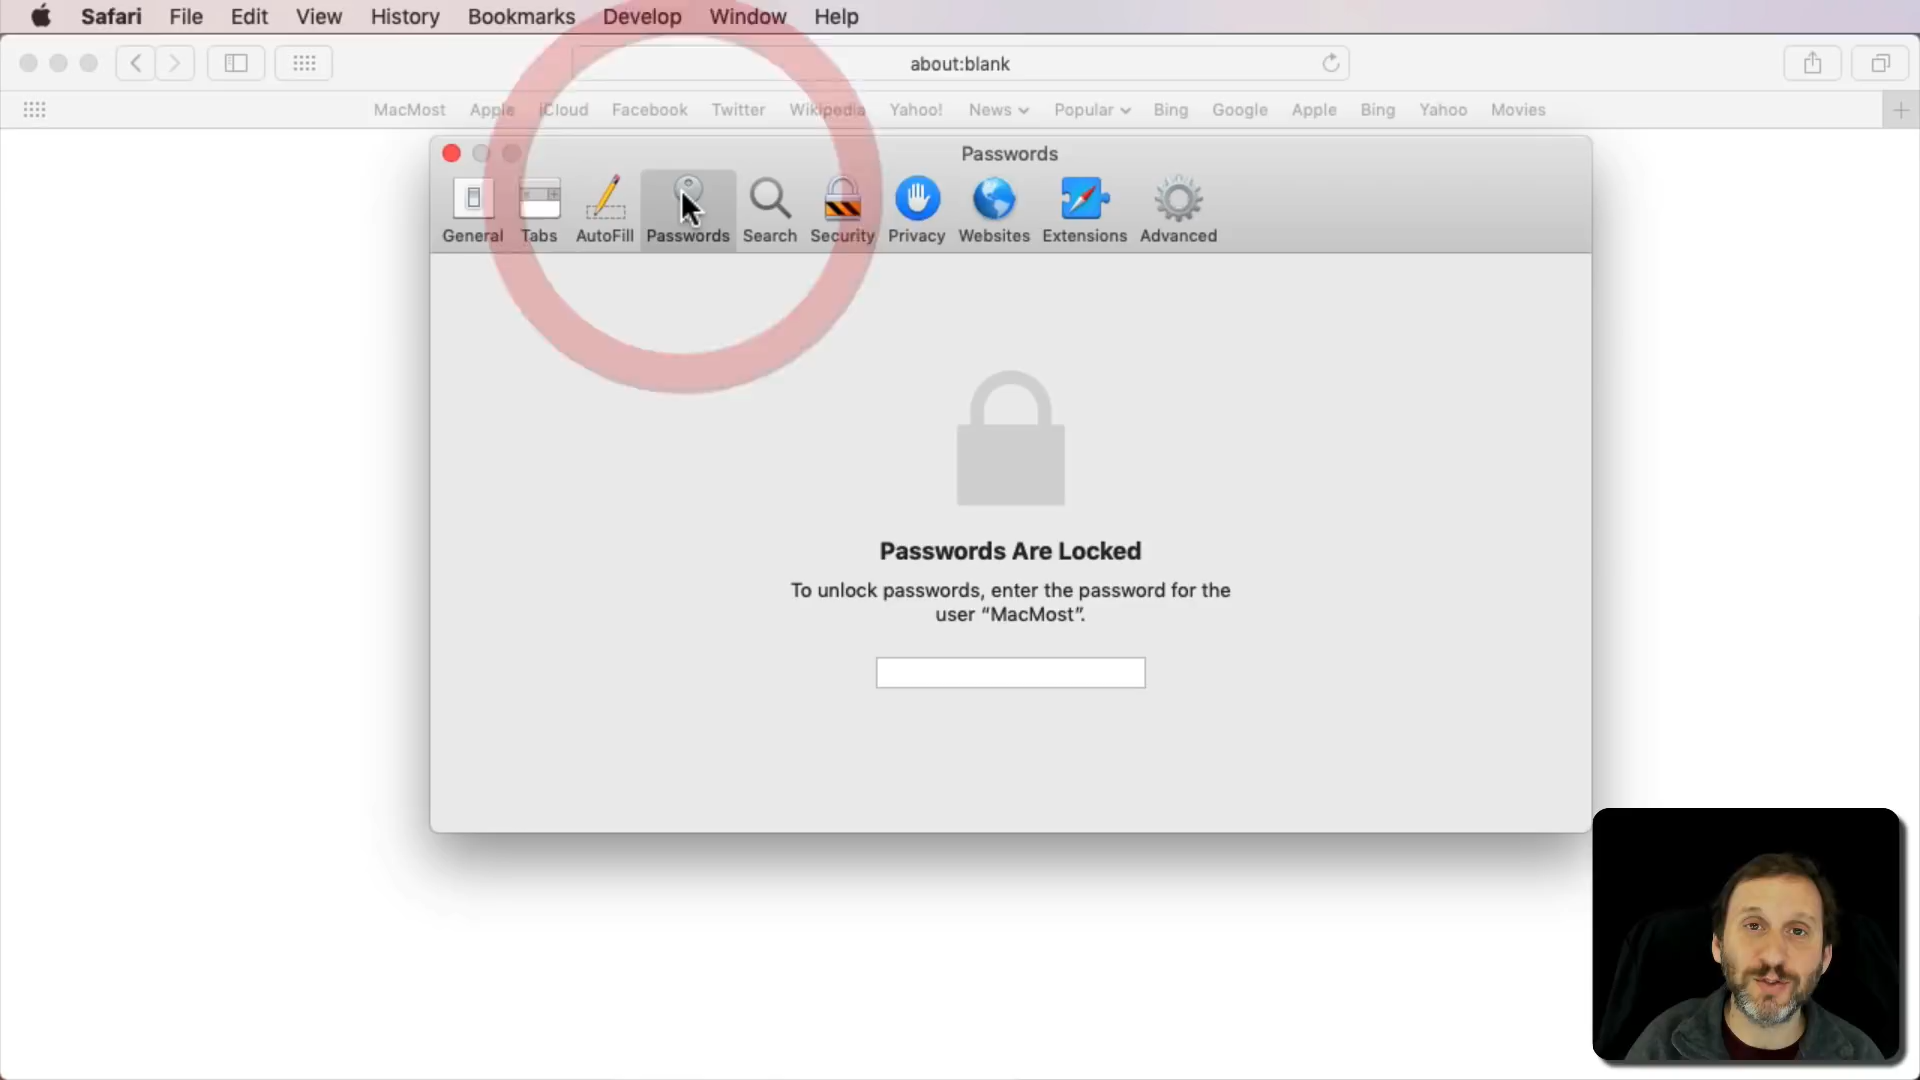 Safari File Edit View History Bookmarks Develop Window Help
about:blank
MacMost Apple iCloud Facebook Twitter Wikipedia Yahoo! News Popular Bing Google Apple Bing Yahoo Movies
Passwords
General Tabs AutoFill Passwords Search Security Privacy Websites Extensions Advanced
Passwords Are Locked
To unlock passwords, enter the password for the
user “MacMost”.